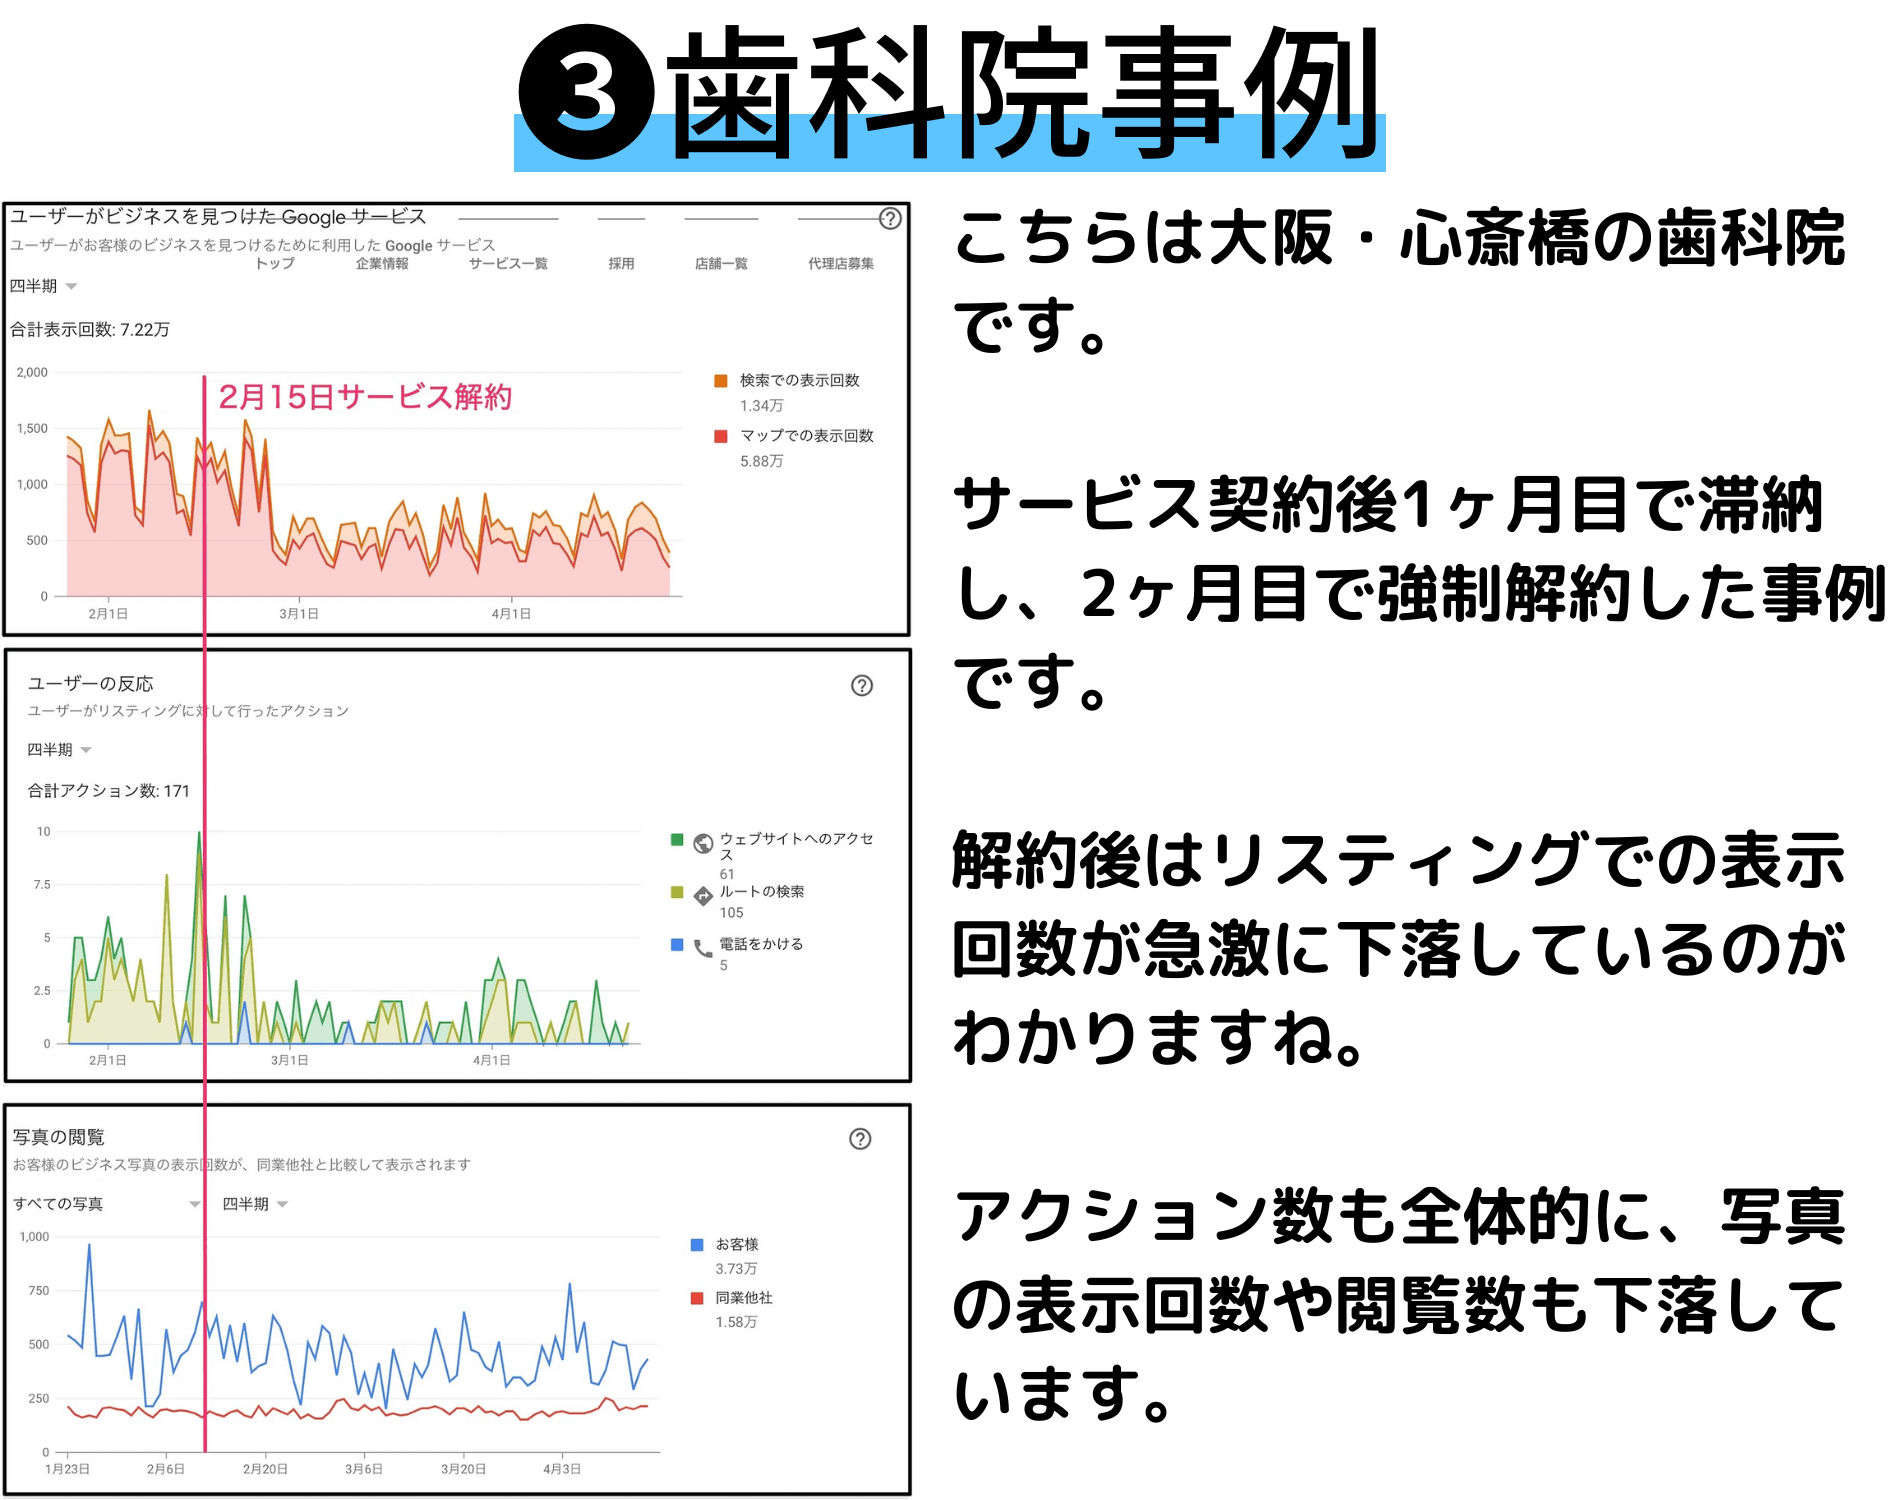 ❸歯科院事例
ユーザーがビジネスを見つけた Google サービス
ユーザーがお客様のビジネスを見つけるために利用した Google サービス
トップ 企業情報 サービス一覧 採用 店舗一覧 代理店募集
四半期
合計表示回数: 7.22万
2,000
1,500
1,000
500
0
2月15日サービス解約
2月1日 3月1日 4月1日
検索での表示回数
1.34万
マップでの表示回数
5.88万
ユーザーの反応
ユーザーがリスティングに対して行ったアクション
四半期
合計アクション数: 171
10
7.5
5
2.5
0
2月1日 3月1日 4月1日
ウェブサイトへのアクセ
ス
61
ルートの検索
105
電話をかける
5
写真の閲覧
お客様のビジネス写真の表示回数が、同業他社と比較して表示されます
すべての写真 四半期
1,000
750
500
250
0
1月23日 2月6日 2月20日 3月6日 3月20日 4月3日
お客様
3.73万
同業他社
1.58万
こちらは大阪・心斎橋の歯科院
です。
サービス契約後1ヶ月目で滞納
し、2ヶ月目で強制解約した事例
です。
解約後はリスティングでの表示
回数が急激に下落しているのが
わかりますね。
アクション数も全体的に、写真
の表示回数や閲覧数も下落して
います。